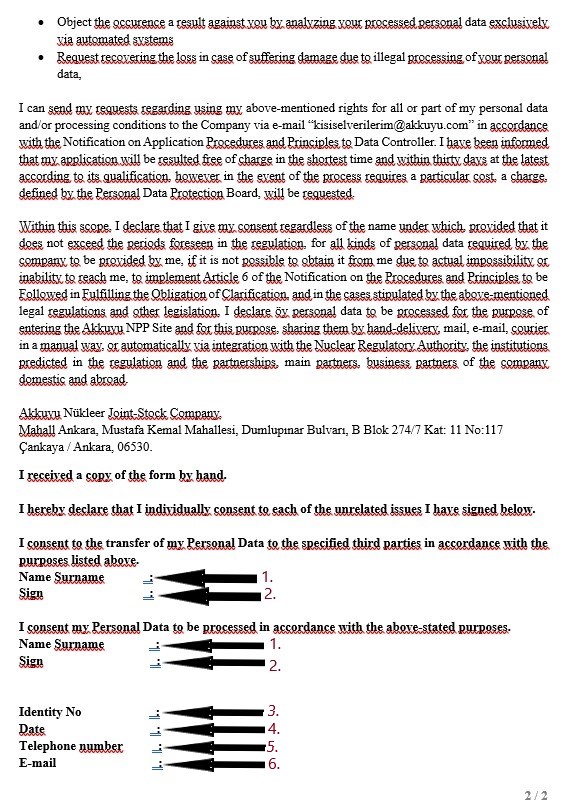 • Object the occurence a result against you by analyzing your processed personal data exclusively
via automated systems
• Request recovering the loss in case of suffering damage due to illegal processing of your personal
data,
I can send my requests regarding using my above-mentioned rights for all or part of my personal data
and/or processing conditions to the Company via e-mail “kisiselverilerim@akkuyu.com” in accordance
with the Notification on Application Procedures and Principles to Data Controller. I have been informed
that my application will be resulted free of charge in the shortest time and within thirty days at the latest
according to its qualification, however in the event of the process requires a particular cost, a charge,
defined by the Personal Data Protection Board, will be requested.
Within this scope, I declare that I give my consent regardless of the name under which, provided that it
does not exceed the periods foreseen in the regulation, for all kinds of personal data required by the
company to be provided by me, if it is not possible to obtain it from me due to actual impossibility or
inability to reach me, to implement Article 6 of the Notification on the Procedures and Principles to be
Followed in Fulfilling the Obligation of Clarification, and in the cases stipulated by the above-mentioned
legal regulations and other legislation, I declare öy personal data to be processed for the purpose of
entering the Akkuyu NPP Site and for this purpose, sharing them by hand-delivery, mail, e-mail, courier
in a manual way, or automatically via integration with the Nuclear Regulatory Authority, the institutions
predicted in the regulation and the partnerships, main partners, business partners of the company
domestic and abroad.
Akkuyu Nükleer Joint-Stock Company,
Mahall Ankara, Mustafa Kemal Mahallesi, Dumlupınar Bulvarı, B Blok 274/7 Kat: 11 No:117
Çankaya / Ankara, 06530.
I received a copy of the form by hand.
I hereby declare that I individually consent to each of the unrelated issues I have signed below.
I consent to the transfer of my Personal Data to the specified third parties in accordance with the
purposes listed above.
Name Surname : 1.
Sign : 2.
I consent my Personal Data to be processed in accordance with the above-stated purposes.
Name Surname : 1.
Sign : 2.
Identity No : 3.
Date : 4.
Telephone number : 5.
E-mail : 6.
2 / 2